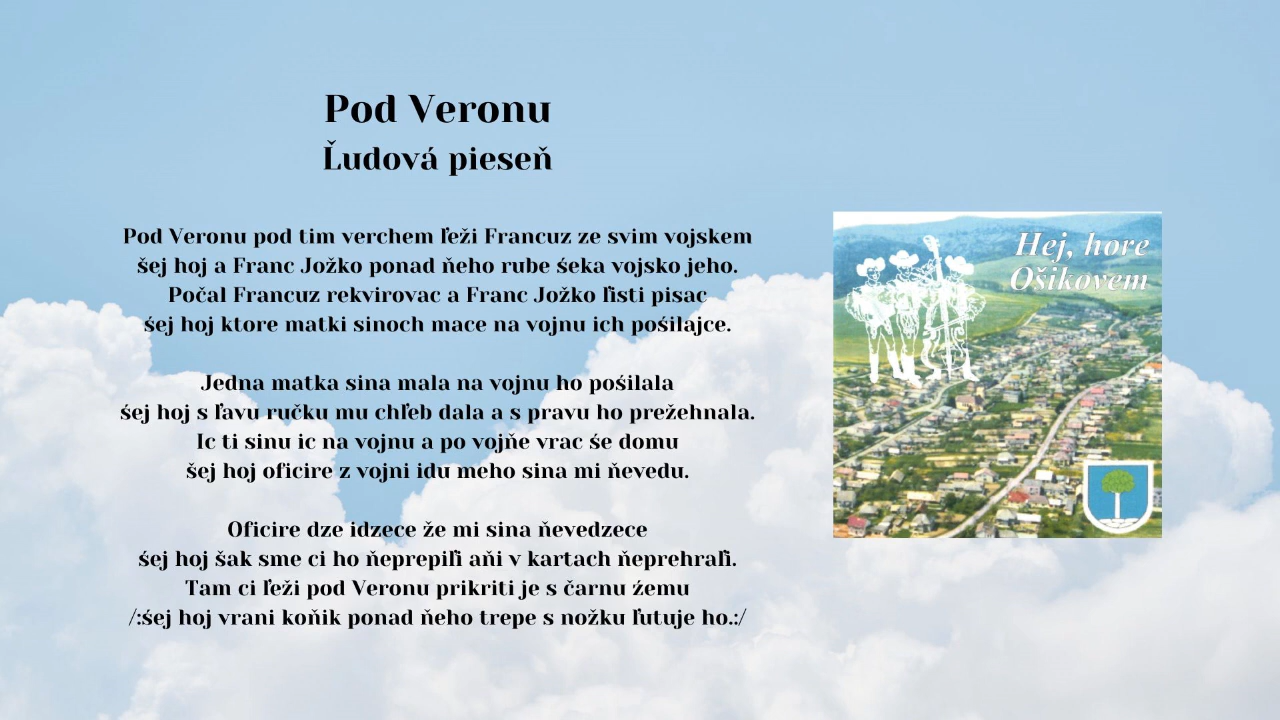 Pod Veronu
Ľudová pieseň
Pod Veronu pod tim verchem ľeži Francuz ze svim vojskem
šej hoj a Franc Jožko ponad ňeho rube śeka vojsko jeho.
Počal Francuz rekvirovac a Franc Jožko ľisti pisac
śej hoj ktore matki sinoch mace na vojnu ich pośilajce.
Jedna matka sina mala na vojnu ho pośilala
śej hoj s ľavu ručku mu chľeb dala a s pravu ho prežehnala.
Ic ti sinu ic na vojnu a po vojňe vrac śe domu
šej hoj oficire z vojni idu meho sina mi ňevedu.
Oficire dze idzece že mi sina ňevedzece
śej hoj šak sme ci ho ňeprepiľi aňi v kartach ňeprehraľi.
Tam ci ľeži pod Veronu prikriti je s čarnu źemu
/:śej hoj vrani koňik ponad ňeho trepe s nožku ľutuje ho.:/
Hej, hore
Ošikovem